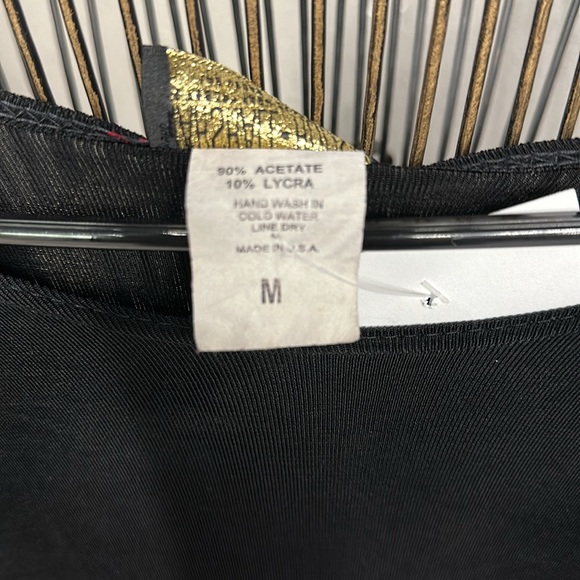 90% ACETATE
10% LYCRA
HAND WASH IN
COLD WATER
LINE DRY
MADE IN U.S.A.
M